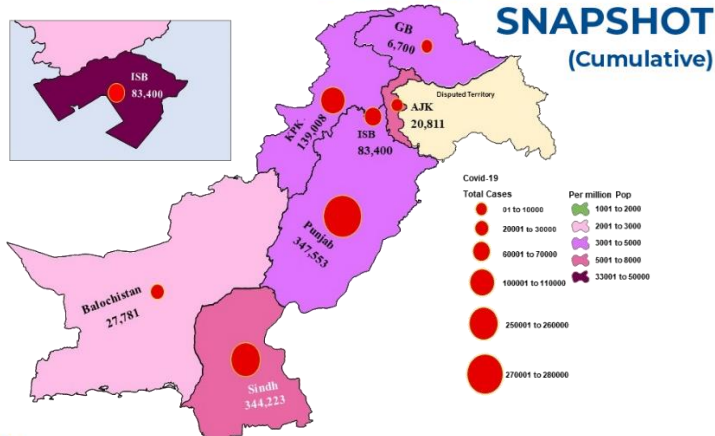 SNAPSHOT
(Cumulative)
ISB
83,400
GB
6,700
Disputed Territory
AJK
20,811
KPK
139,008
ISB
83,400
Punjab
347,553
Balochistan
27,781
Sindh
344,223
Covid-19
Total Cases
01 to 10000
20001 to 30000
60001 to 70000
100001 to 110000
250001 to 260000
270001 to 280000
Per million Pop
1001 to 2000
2001 to 3000
3001 to 5000
5001 to 8000
33001 to 50000